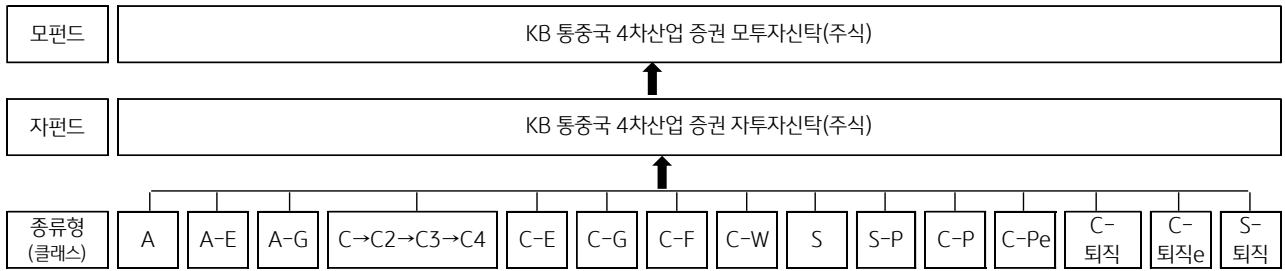 모펀드
KB 통중국 4차산업 증권 모투자신탁(주식)
자펀드
KB 통중국 4차산업 증권 자투자신탁(주식)
종류형
(클래스)
A
A-E
A-G
C→C2→C3→C4
C-E
C-G
C-F
C-W
S
S-P
C-P
C-Pe
C-
퇴직
C-
퇴직e
S-
퇴직